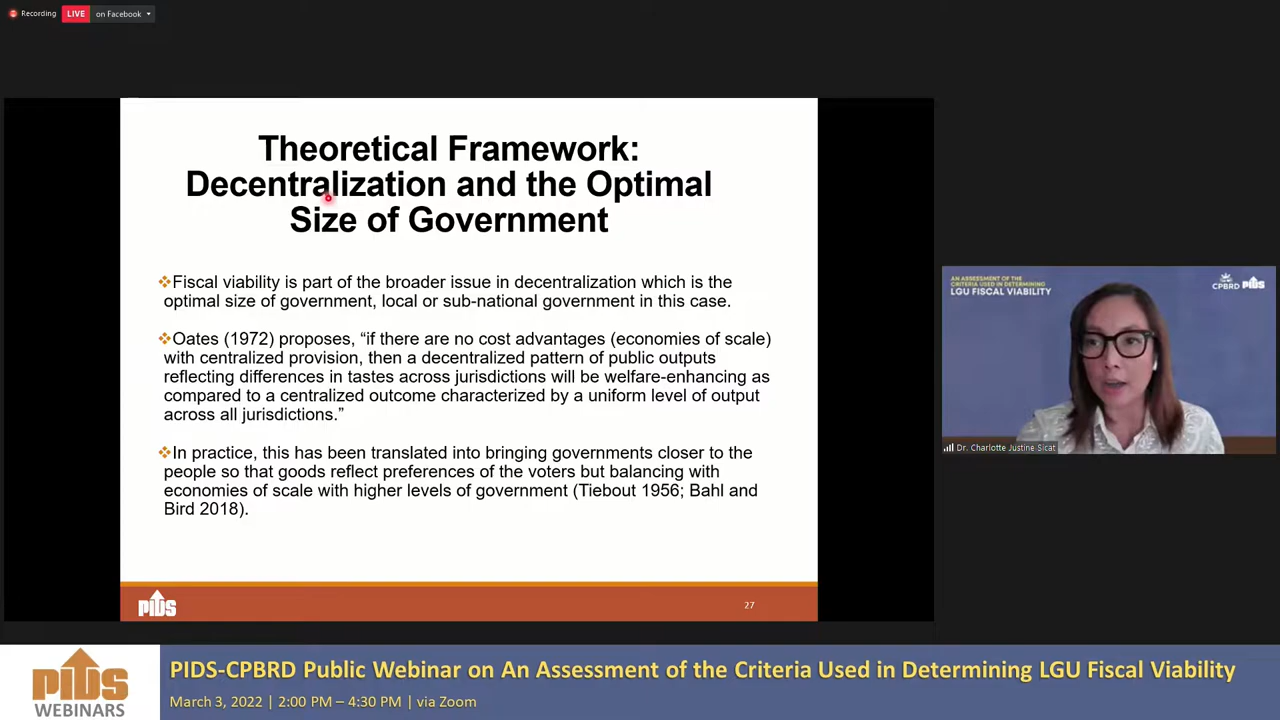 Recording
LIVE
on Facebook
Theoretical Framework:
Decentralization and the Optimal
Size of Government
❖Fiscal viability is part of the broader issue in decentralization which is the
optimal size of government, local or sub-national government in this case.
❖Oates (1972) proposes, “if there are no cost advantages (economies of scale)
with centralized provision, then a decentralized pattern of public outputs
reflecting differences in tastes across jurisdictions will be welfare-enhancing as
compared to a centralized outcome characterized by a uniform level of output
across all jurisdictions.”
❖In practice, this has been translated into bringing governments closer to the
people so that goods reflect preferences of the voters but balancing with
economies of scale with higher levels of government (Tiebout 1956; Bahl and
Bird 2018).
PIDS
27
AN ASSESSMENT OF THE
CRITERIA USED IN DETERMINING
LGU FISCAL VIABILITY
CPBRD PIDS
Dr. Charlotte Justine Sicat
PIDS
WEBINARS
PIDS-CPBRD Public Webinar on An Assessment of the Criteria Used in Determining LGU Fiscal Viability
March 3, 2022 | 2:00 PM – 4:30 PM | via Zoom